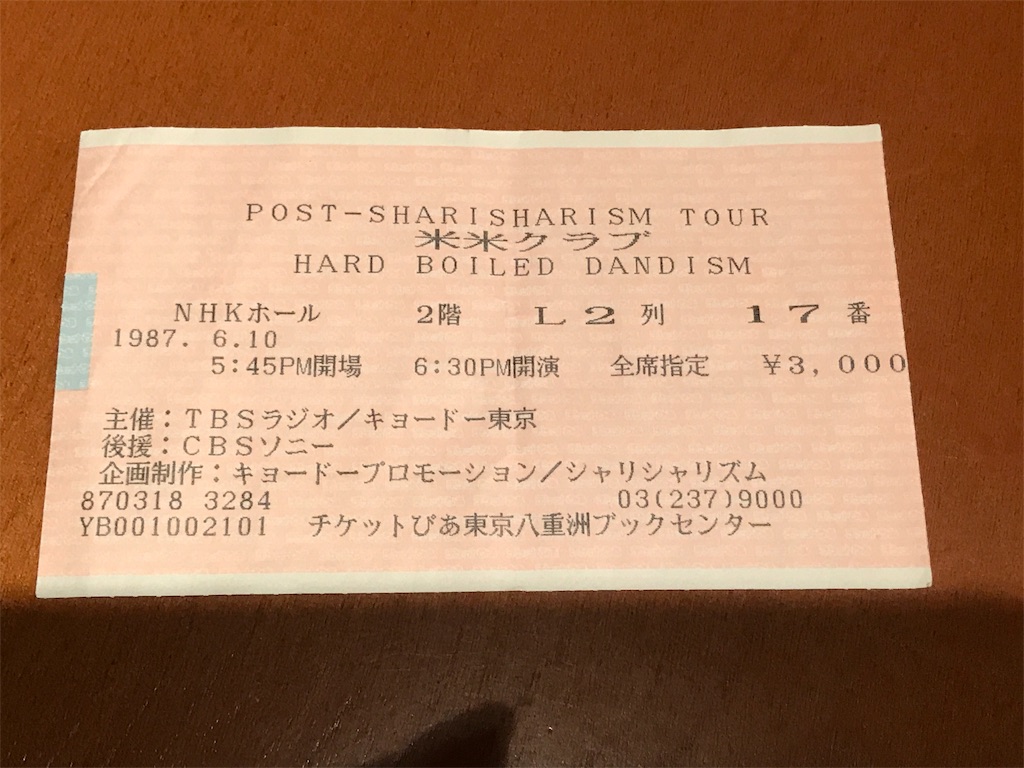 POST-SHARISHARISM TOUR
米米クラブ
HARD BOILED DANDISM
NHKホール 2階 L2列 17番
1987. 6.10
5:45PM開場 6:30PM開演 全席指定 ¥3,000
主催：TBSラジオ／キョードー東京
後援：CBSソニー
企画制作：キョードープロモーション／シャリシャリズム
870318 3284 03(237)9000
YB001002101 チケットぴあ東京八重洲ブックセンター